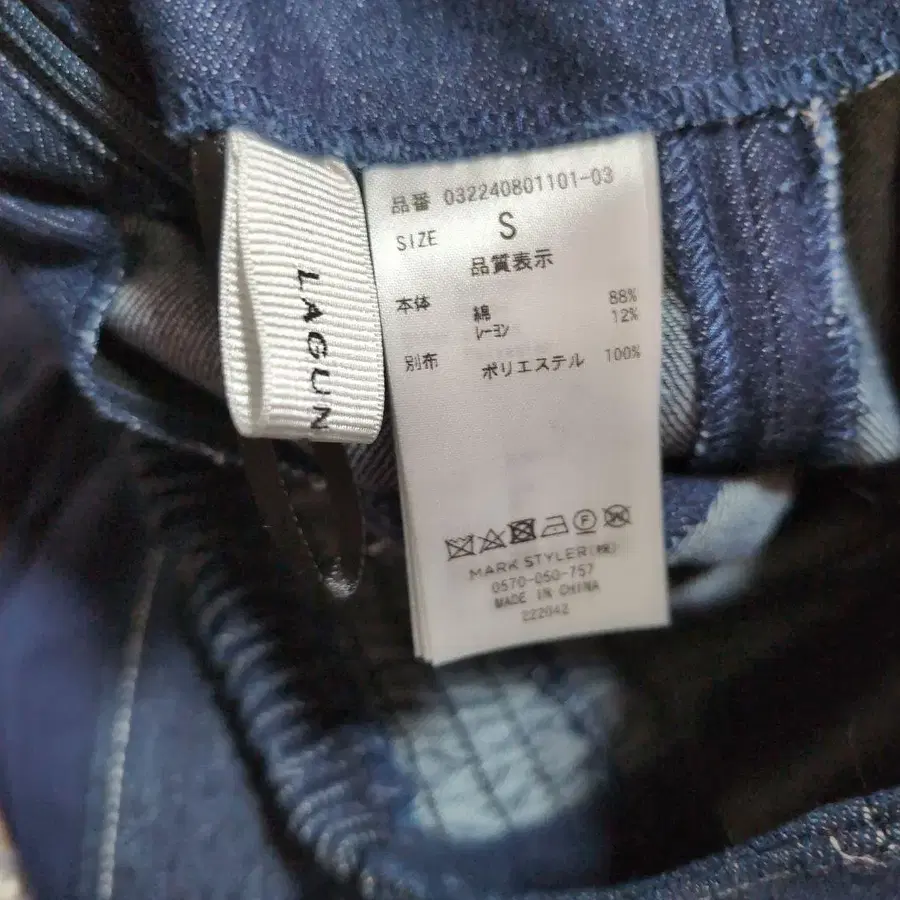 LAGUN
品番 032240801101-03
SIZE S
品質表示
本体 綿 88%
レーヨン 12%
別布 ポリエステル 100%
F
MARK STYLER(株)
0570-050-757
MADE IN CHINA
222042